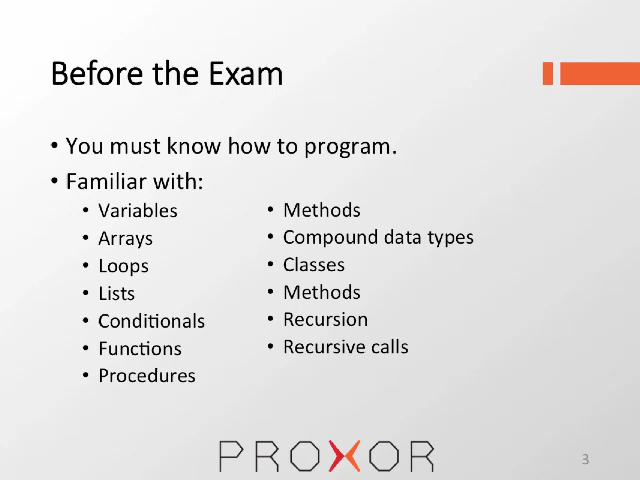 Before the Exam
• You must know how to program.
• Familiar with:
• Variables
• Arrays
• Loops
• Lists
• Conditionals
• Functions
• Procedures
• Methods
• Compound data types
• Classes
• Methods
• Recursion
• Recursive calls
PROXOR
3